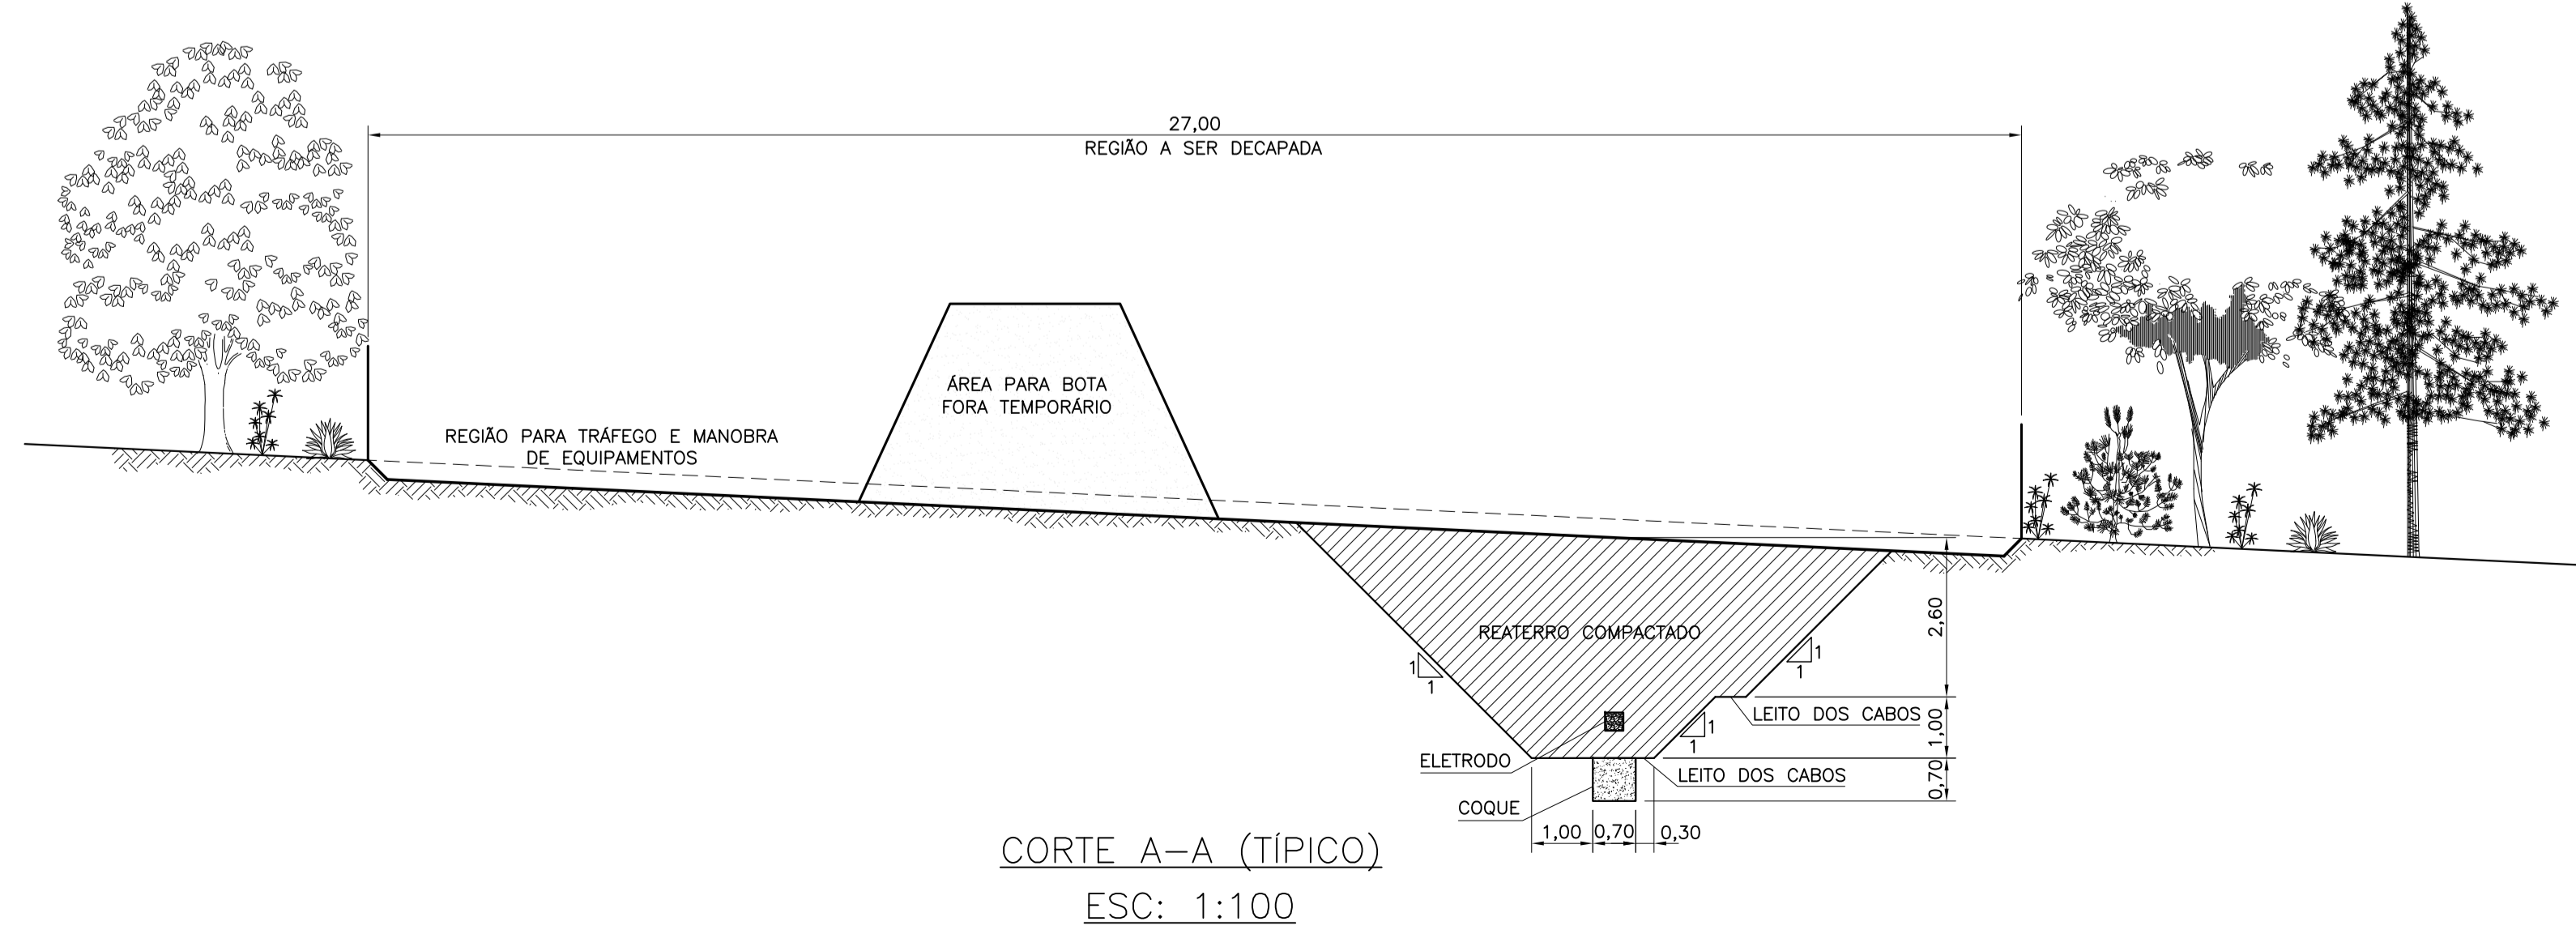 27,00
REGIÃO A SER DECAPADA
ÁREA PARA BOTA
FORA TEMPORÁRIO
REGIÃO PARA TRÁFEGO E MANOBRA
DE EQUIPAMENTOS
REATERRO COMPACTADO
2,60
1
1
1
1
LEITO DOS CABOS
1,00
1
1
ELETRODO
LEITO DOS CABOS
0,70
COQUE
1,00
0,70
0,30
CORTE A-A (TÍPICO)
ESC: 1:100